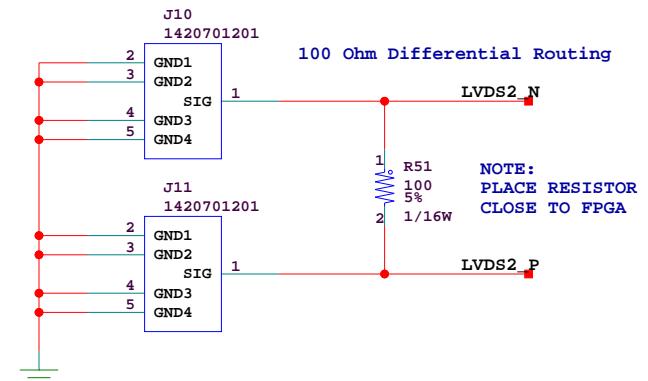 J10
1420701201
100 Ohm Differential Routing
2 GND1
3 GND2
SIG 1
4 GND3
5 GND4
LVDS2_N
1
R51
100
5%
1/16W
2
NOTE:
PLACE RESISTOR
CLOSE TO FPGA
J11
1420701201
2 GND1
3 GND2
SIG 1
4 GND3
5 GND4
LVDS2_P